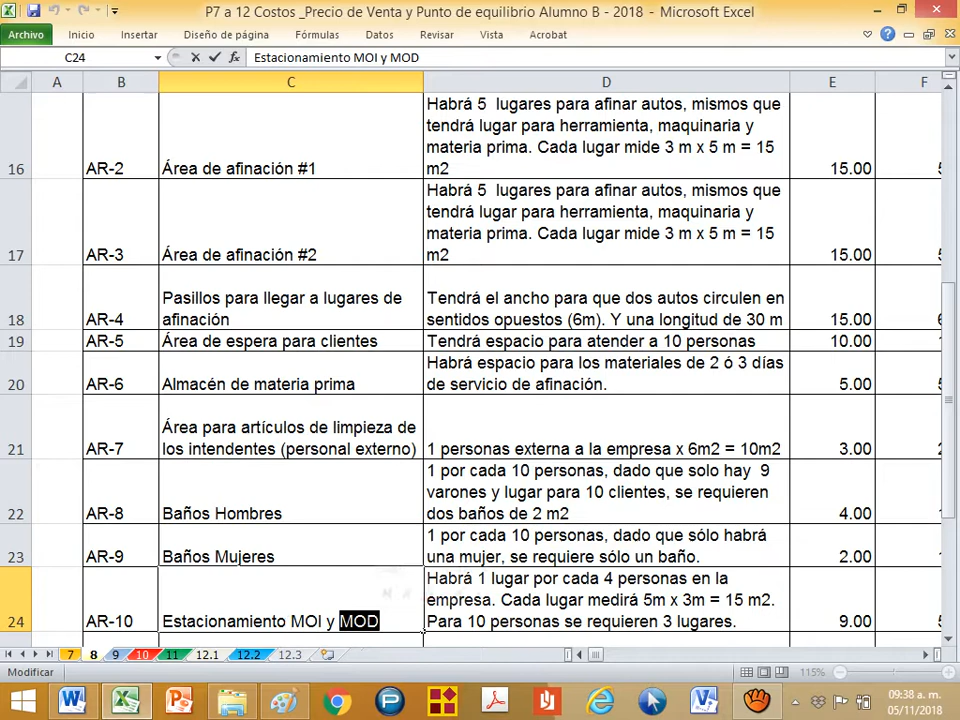 P7 a 12 Costos _Precio de Venta y Punto de equilibrio Alumno B - 2018 - Microsoft Excel
Archivo Inicio Insertar Diseño de página Fórmulas Datos Revisar Vista Acrobat
C24 fx Estacionamiento MOI y MOD
A B C D E F
16 AR-2 Área de afinación #1 Habrá 5 lugares para afinar autos, mismos que
tendrá lugar para herramienta, maquinaria y
materia prima. Cada lugar mide 3 m x 5 m = 15
m2 15.00 5
17 AR-3 Área de afinación #2 Habrá 5 lugares para afinar autos, mismos que
tendrá lugar para herramienta, maquinaria y
materia prima. Cada lugar mide 3 m x 5 m = 15
m2 15.00 5
18 AR-4 Pasillos para llegar a lugares de
afinación Tendrá el ancho para que dos autos circulen en
sentidos opuestos (6m). Y una longitud de 30 m 15.00 6
19 AR-5 Área de espera para clientes Tendrá espacio para atender a 10 personas 10.00 1
20 AR-6 Almacén de materia prima Habrá espacio para los materiales de 2 ó 3 días
de servicio de afinación. 5.00 5
21 AR-7 Área para artículos de limpieza de
los intendentes (personal externo) 1 personas externa a la empresa x 6m2 = 10m2 3.00 2
22 AR-8 Baños Hombres 1 por cada 10 personas, dado que solo hay 9
varones y lugar para 10 clientes, se requieren
dos baños de 2 m2 4.00 1
23 AR-9 Baños Mujeres 1 por cada 10 personas, dado que sólo habrá
una mujer, se requiere sólo un baño. 2.00 1
24 AR-10 Estacionamiento MOI y MOD Habrá 1 lugar por cada 4 personas en la
empresa. Cada lugar medirá 5m x 3m = 15 m2.
Para 10 personas se requieren 3 lugares. 9.00 5
7 8 9 10 11 12.1 12.2 12.3
Modificar 115%
09:38 a. m.
05/11/2018